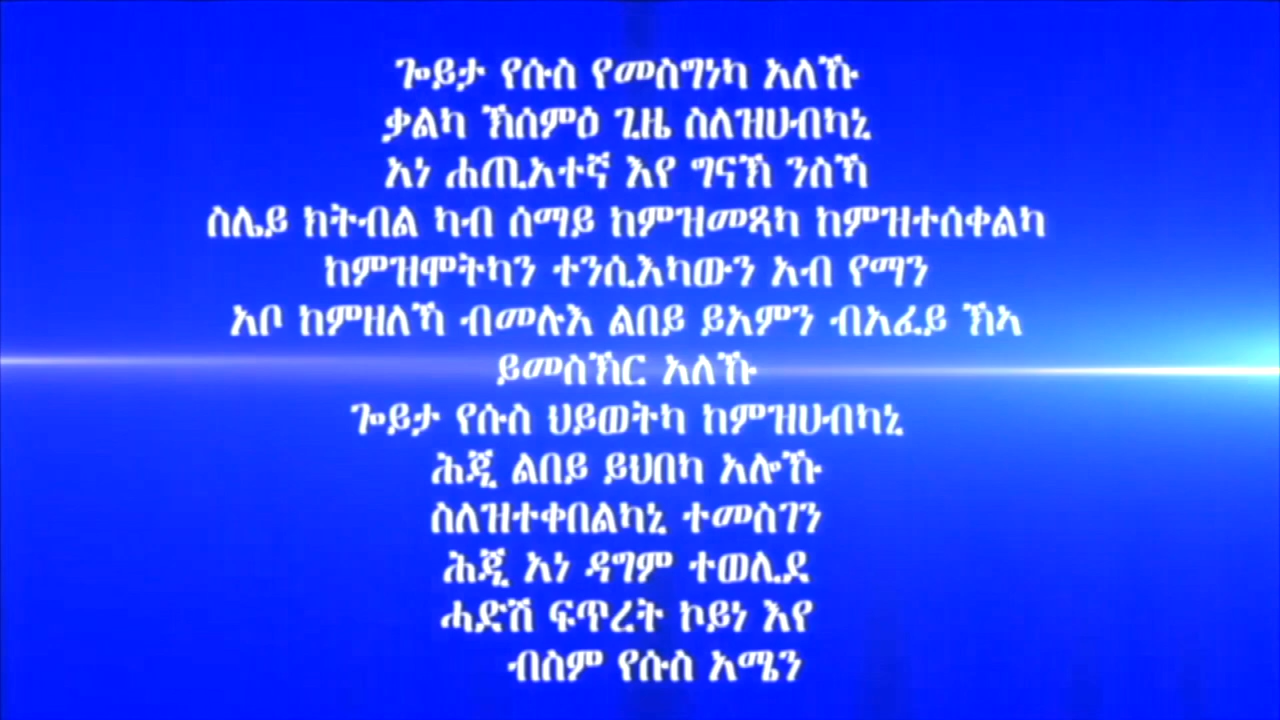 ጐይታ የሱስ የመስግነካ አለኹ
ቃልካ ኽሰምዕ ጊዜ ስለዝሀብካኒ
አነ ሐጢአተኛ እየ ግናኽ ንስኻ
ስሌይ ክትብል ካብ ሰማይ ከምዝመጻካ ከምዝተሰቀልካ
ከምዝሞትካን ተንሲእካውን አብ የማን
አቦ ከምዘለኻ ብመሉእ ልበይ ይአምን ብአፈይ ኽኣ
ይመስኽር አለኹ
ጐይታ የሱስ ህይወትካ ከምዝሀብካኒ
ሕጂ ልበይ ይህበካ አሎኹ
ስለዝተቀበልካኒ ተመስገን
ሕጂ አነ ዳግም ተወሊደ
ሓድሽ ፍጥረት ኮይነ እየ
ብስም የሱስ አሜን